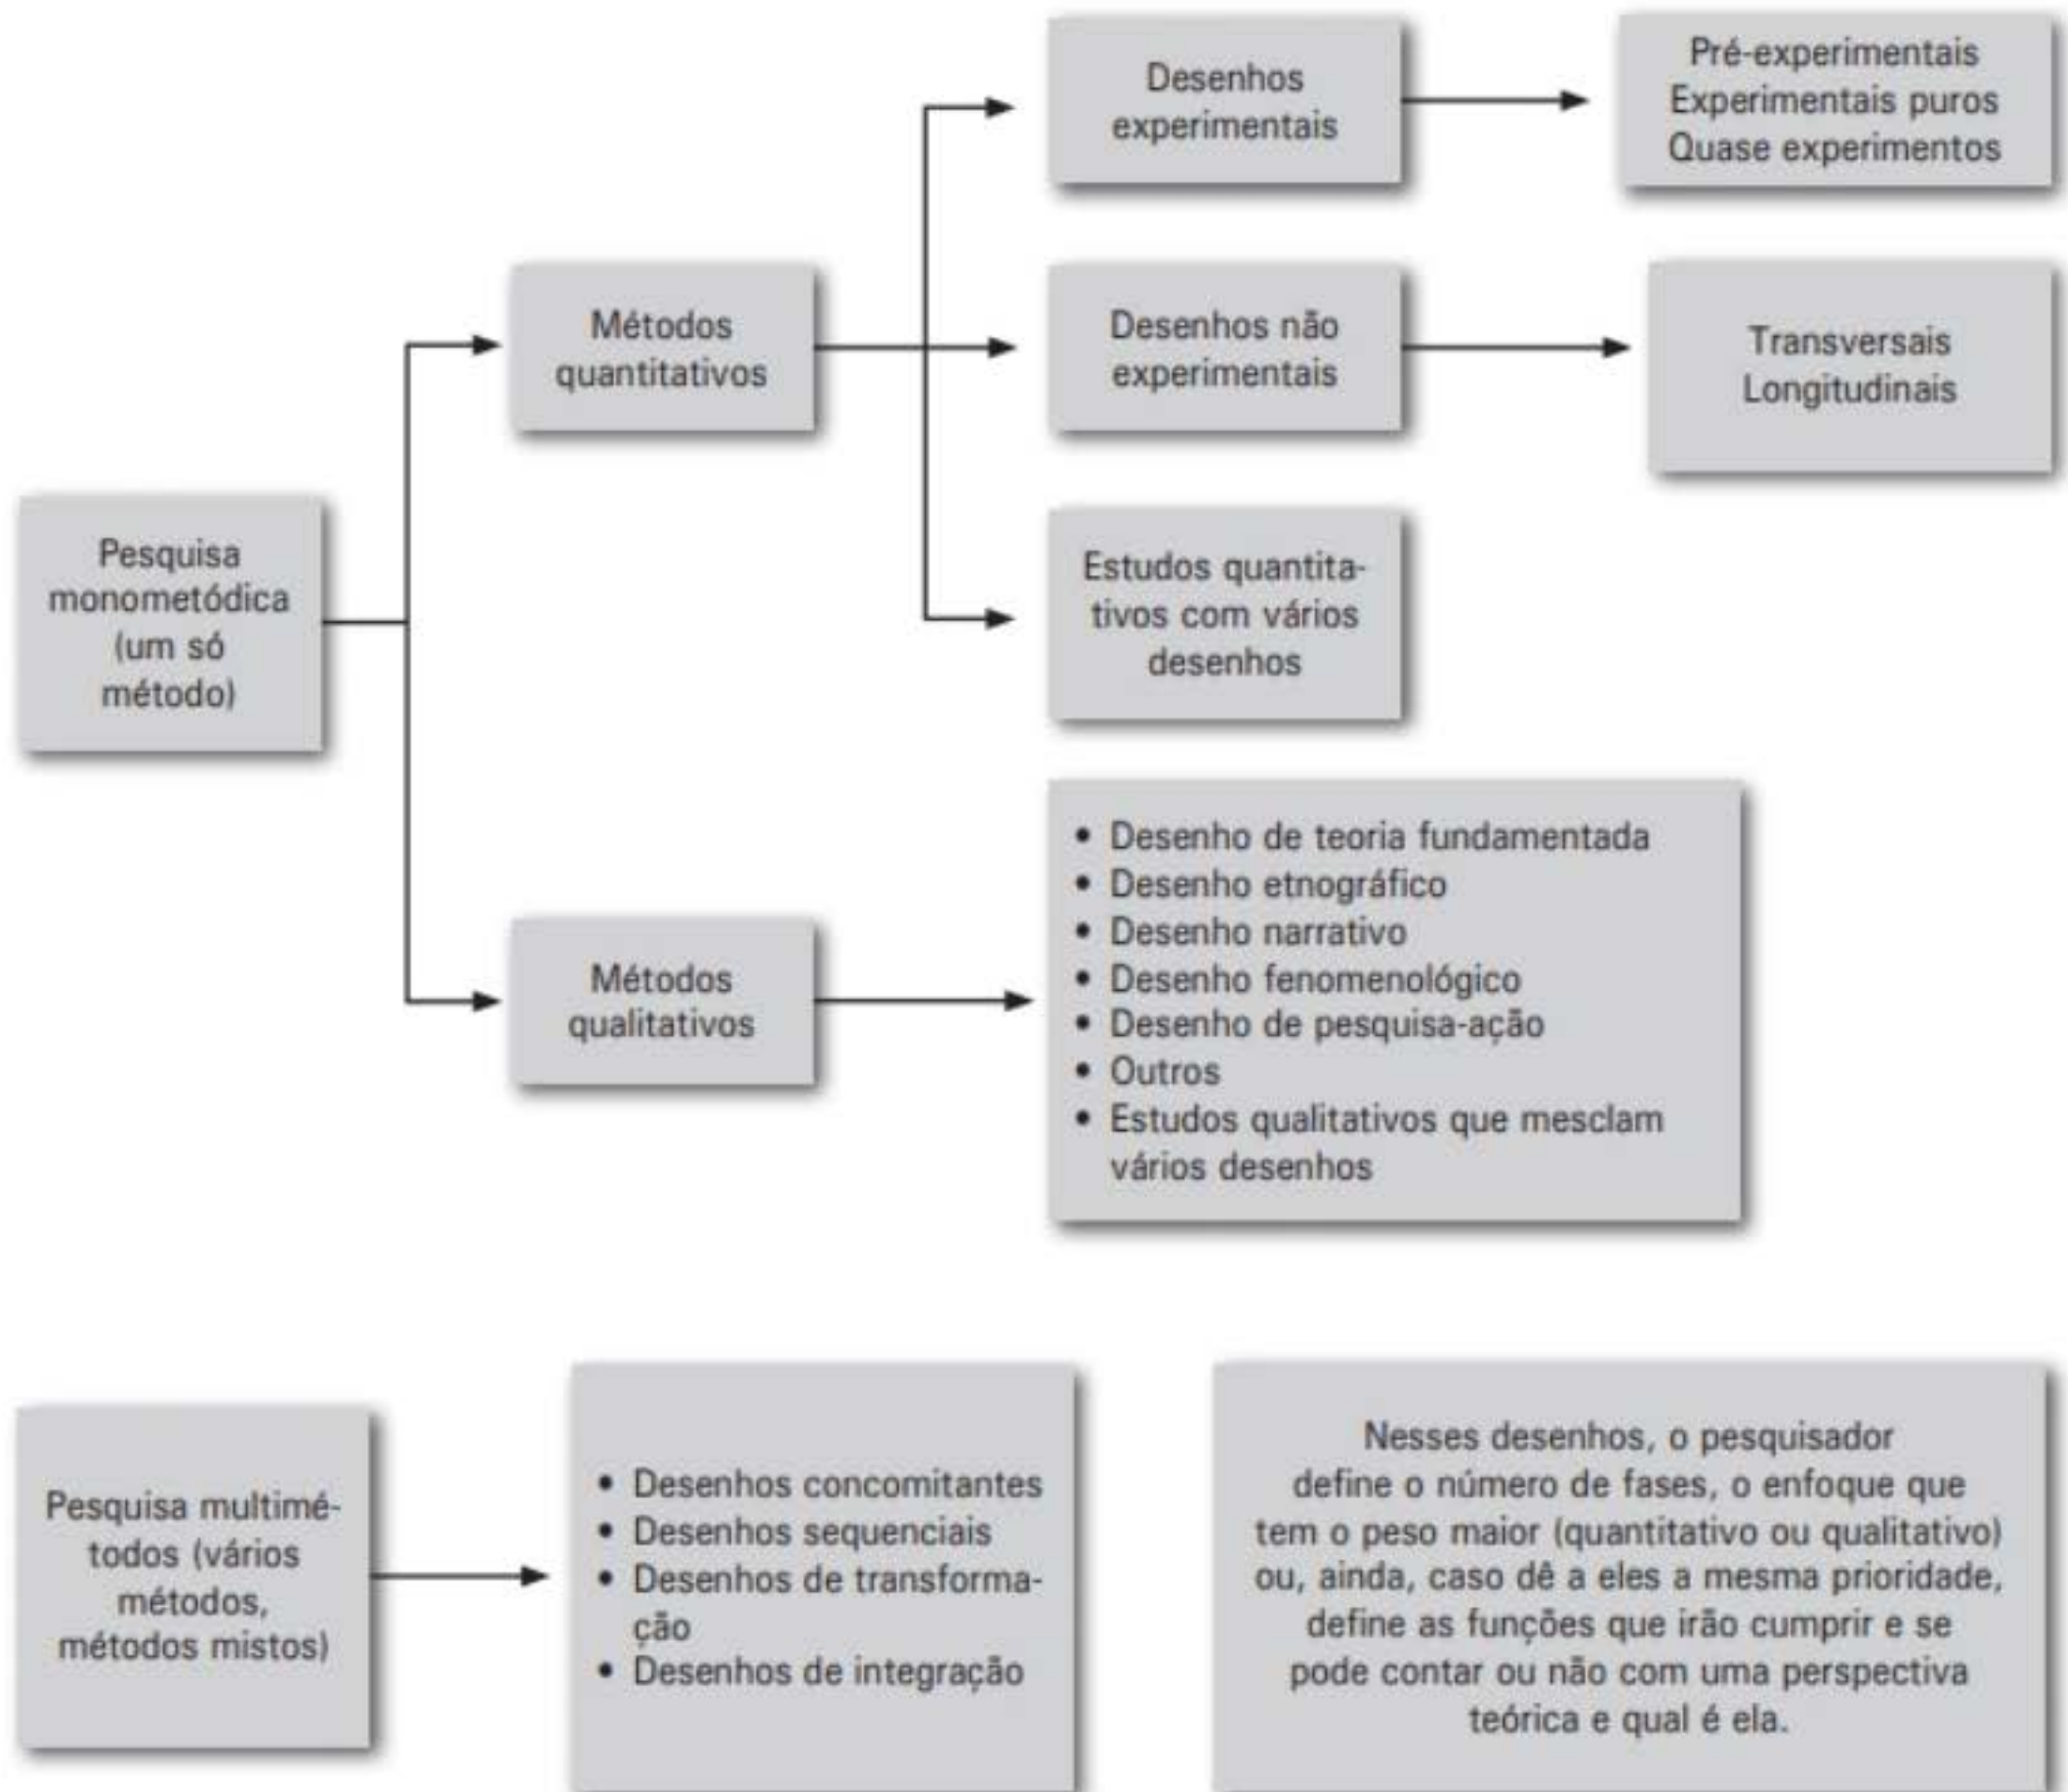 Desenhos
experimentais
Pré-experimentais
Experimentais puros
Quase experimentos
Métodos
quantitativos
Desenhos não
experimentais
Transversais
Longitudinais
Pesquisa
monometódica
(um só
método)
Estudos quantita-
tivos com vários
desenhos
Métodos
qualitativos
• Desenho de teoria fundamentada
• Desenho etnográfico
• Desenho narrativo
• Desenho fenomenológico
• Desenho de pesquisa-ação
• Outros
• Estudos qualitativos que mesclam
vários desenhos
Pesquisa multimé-
todos (vários
métodos,
métodos mistos)
• Desenhos concomitantes
• Desenhos sequenciais
• Desenhos de transforma-
ção
• Desenhos de integração
Nesses desenhos, o pesquisador
define o número de fases, o enfoque que
tem o peso maior (quantitativo ou qualitativo)
ou, ainda, caso dê a eles a mesma prioridade,
define as funções que irão cumprir e se
pode contar ou não com uma perspectiva
teórica e qual é ela.